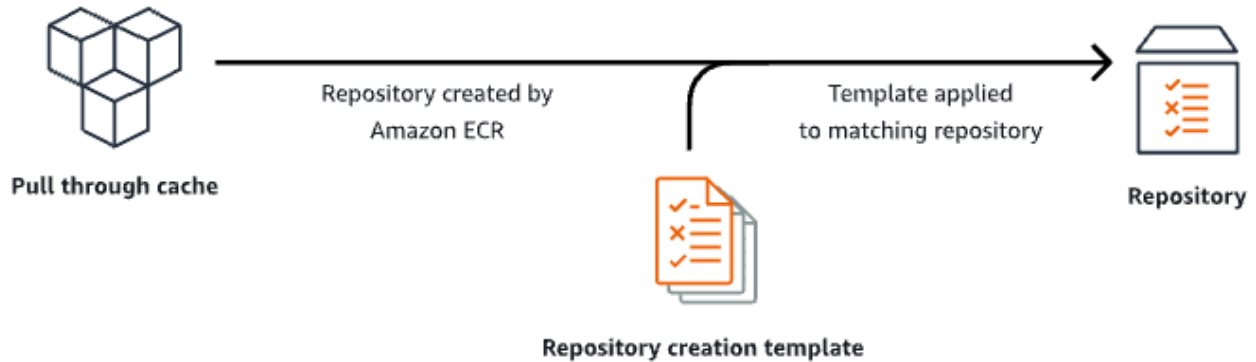 Repository created by
Amazon ECR
Template applied
to matching repository
Pull through cache
Repository
Repository creation template